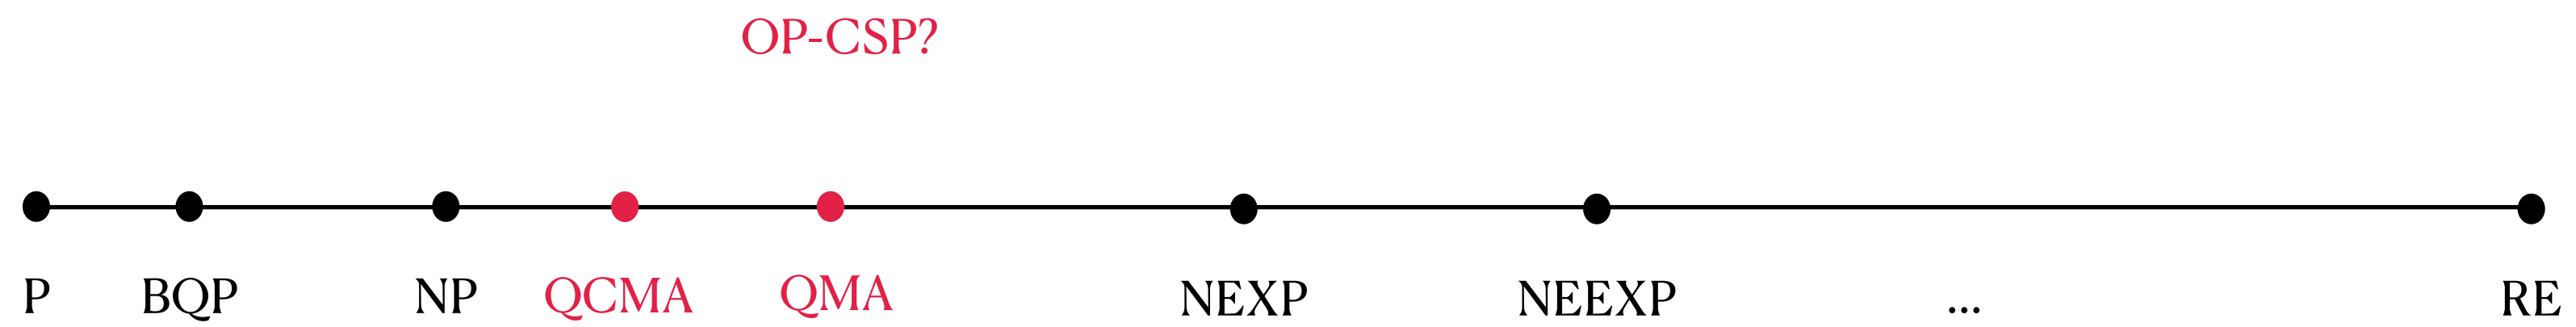 OP-CSP?
P BQP NP QCMA QMA NEXP NEEXP ... RE